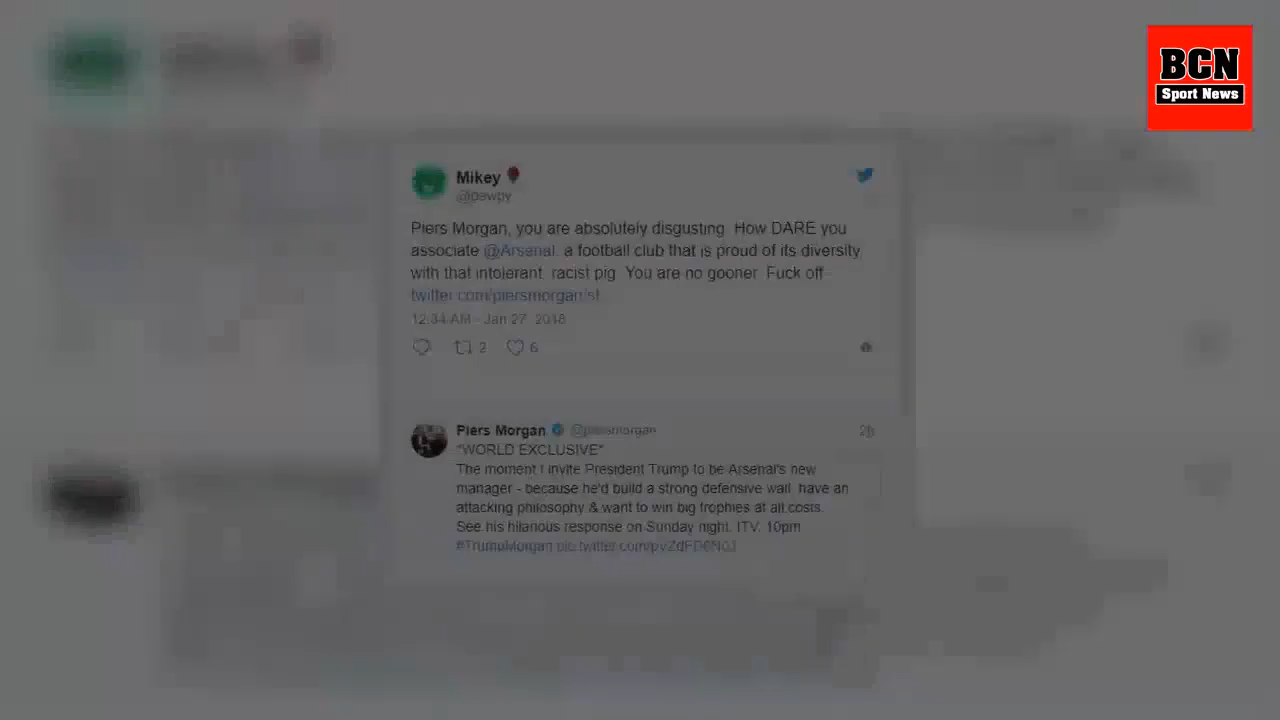 BCN
Sport News
Mikey
@pawpy
Piers Morgan, you are absolutely disgusting. How DARE you
associate @Arsenal, a football club that is proud of its diversity
with that intolerant, racist pig. You are no gooner. Fuck off
twitter.com/piersmorgan/st
12:34 AM - Jan 27, 2018
2
6
Piers Morgan @piersmorgan
2h
*WORLD EXCLUSIVE*
The moment I invite President Trump to be Arsenal's new
manager - because he'd build a strong defensive wall, have an
attacking philosophy & want to win big trophies at all costs.
See his hilarious response on Sunday night, ITV, 10pm
#TrumpMorgan